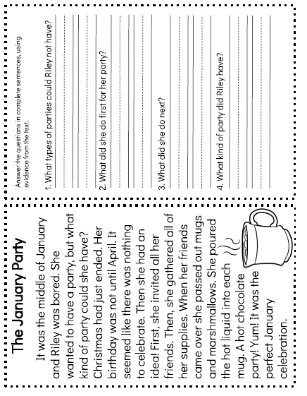 The January Party
It was the middle of January
and Riley was bored. She
wanted to have a party, but what
kind of party could she have?
Christmas had just ended. Her
birthday was not until April. It
seemed like there was nothing
to celebrate. Then she had an
idea! First, she invited all her
friends. Then, she gathered all of
her supplies. When her friends
came over she passed out mugs
and marshmallows. She poured
the hot liquid into each
mug. A hot chocolate
party! Yum! It was the
perfect January
celebration.
Answer the questions in complete sentences, using
evidence from the text.
1. What types of parties could Riley not have?
2. What did she do first for her party?
3. What did she do next?
4. What kind of party did Riley have?